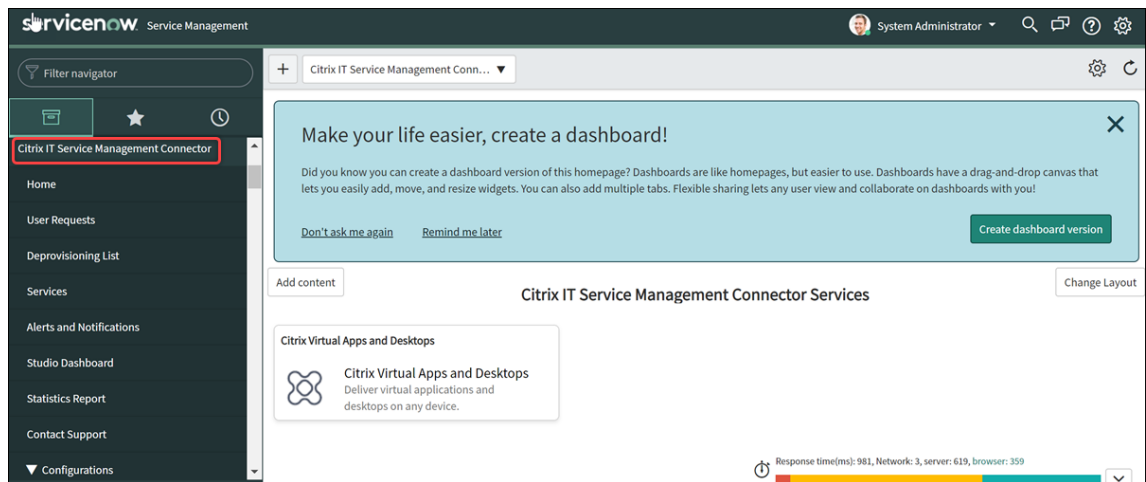 servicenow. Service Management
System Administrator
Filter navigator
Citrix IT Service Management Conn...
Citrix IT Service Management Connector
Home
User Requests
Deprovisioning List
Services
Alerts and Notifications
Studio Dashboard
Statistics Report
Contact Support
Configurations
Make your life easier, create a dashboard!
Did you know you can create a dashboard version of this homepage? Dashboards are like homepages, but easier to use. Dashboards have a drag-and-drop canvas that
lets you easily add, move, and resize widgets. You can also add multiple tabs. Flexible sharing lets any user view and collaborate on dashboards with you!
Don't ask me again Remind me later
Create dashboard version
Add content
Change Layout
Citrix IT Service Management Connector Services
Citrix Virtual Apps and Desktops
Citrix Virtual Apps and Desktops
Deliver virtual applications and
desktops on any device.
Response time(ms): 981, Network: 3, server: 619, browser: 359